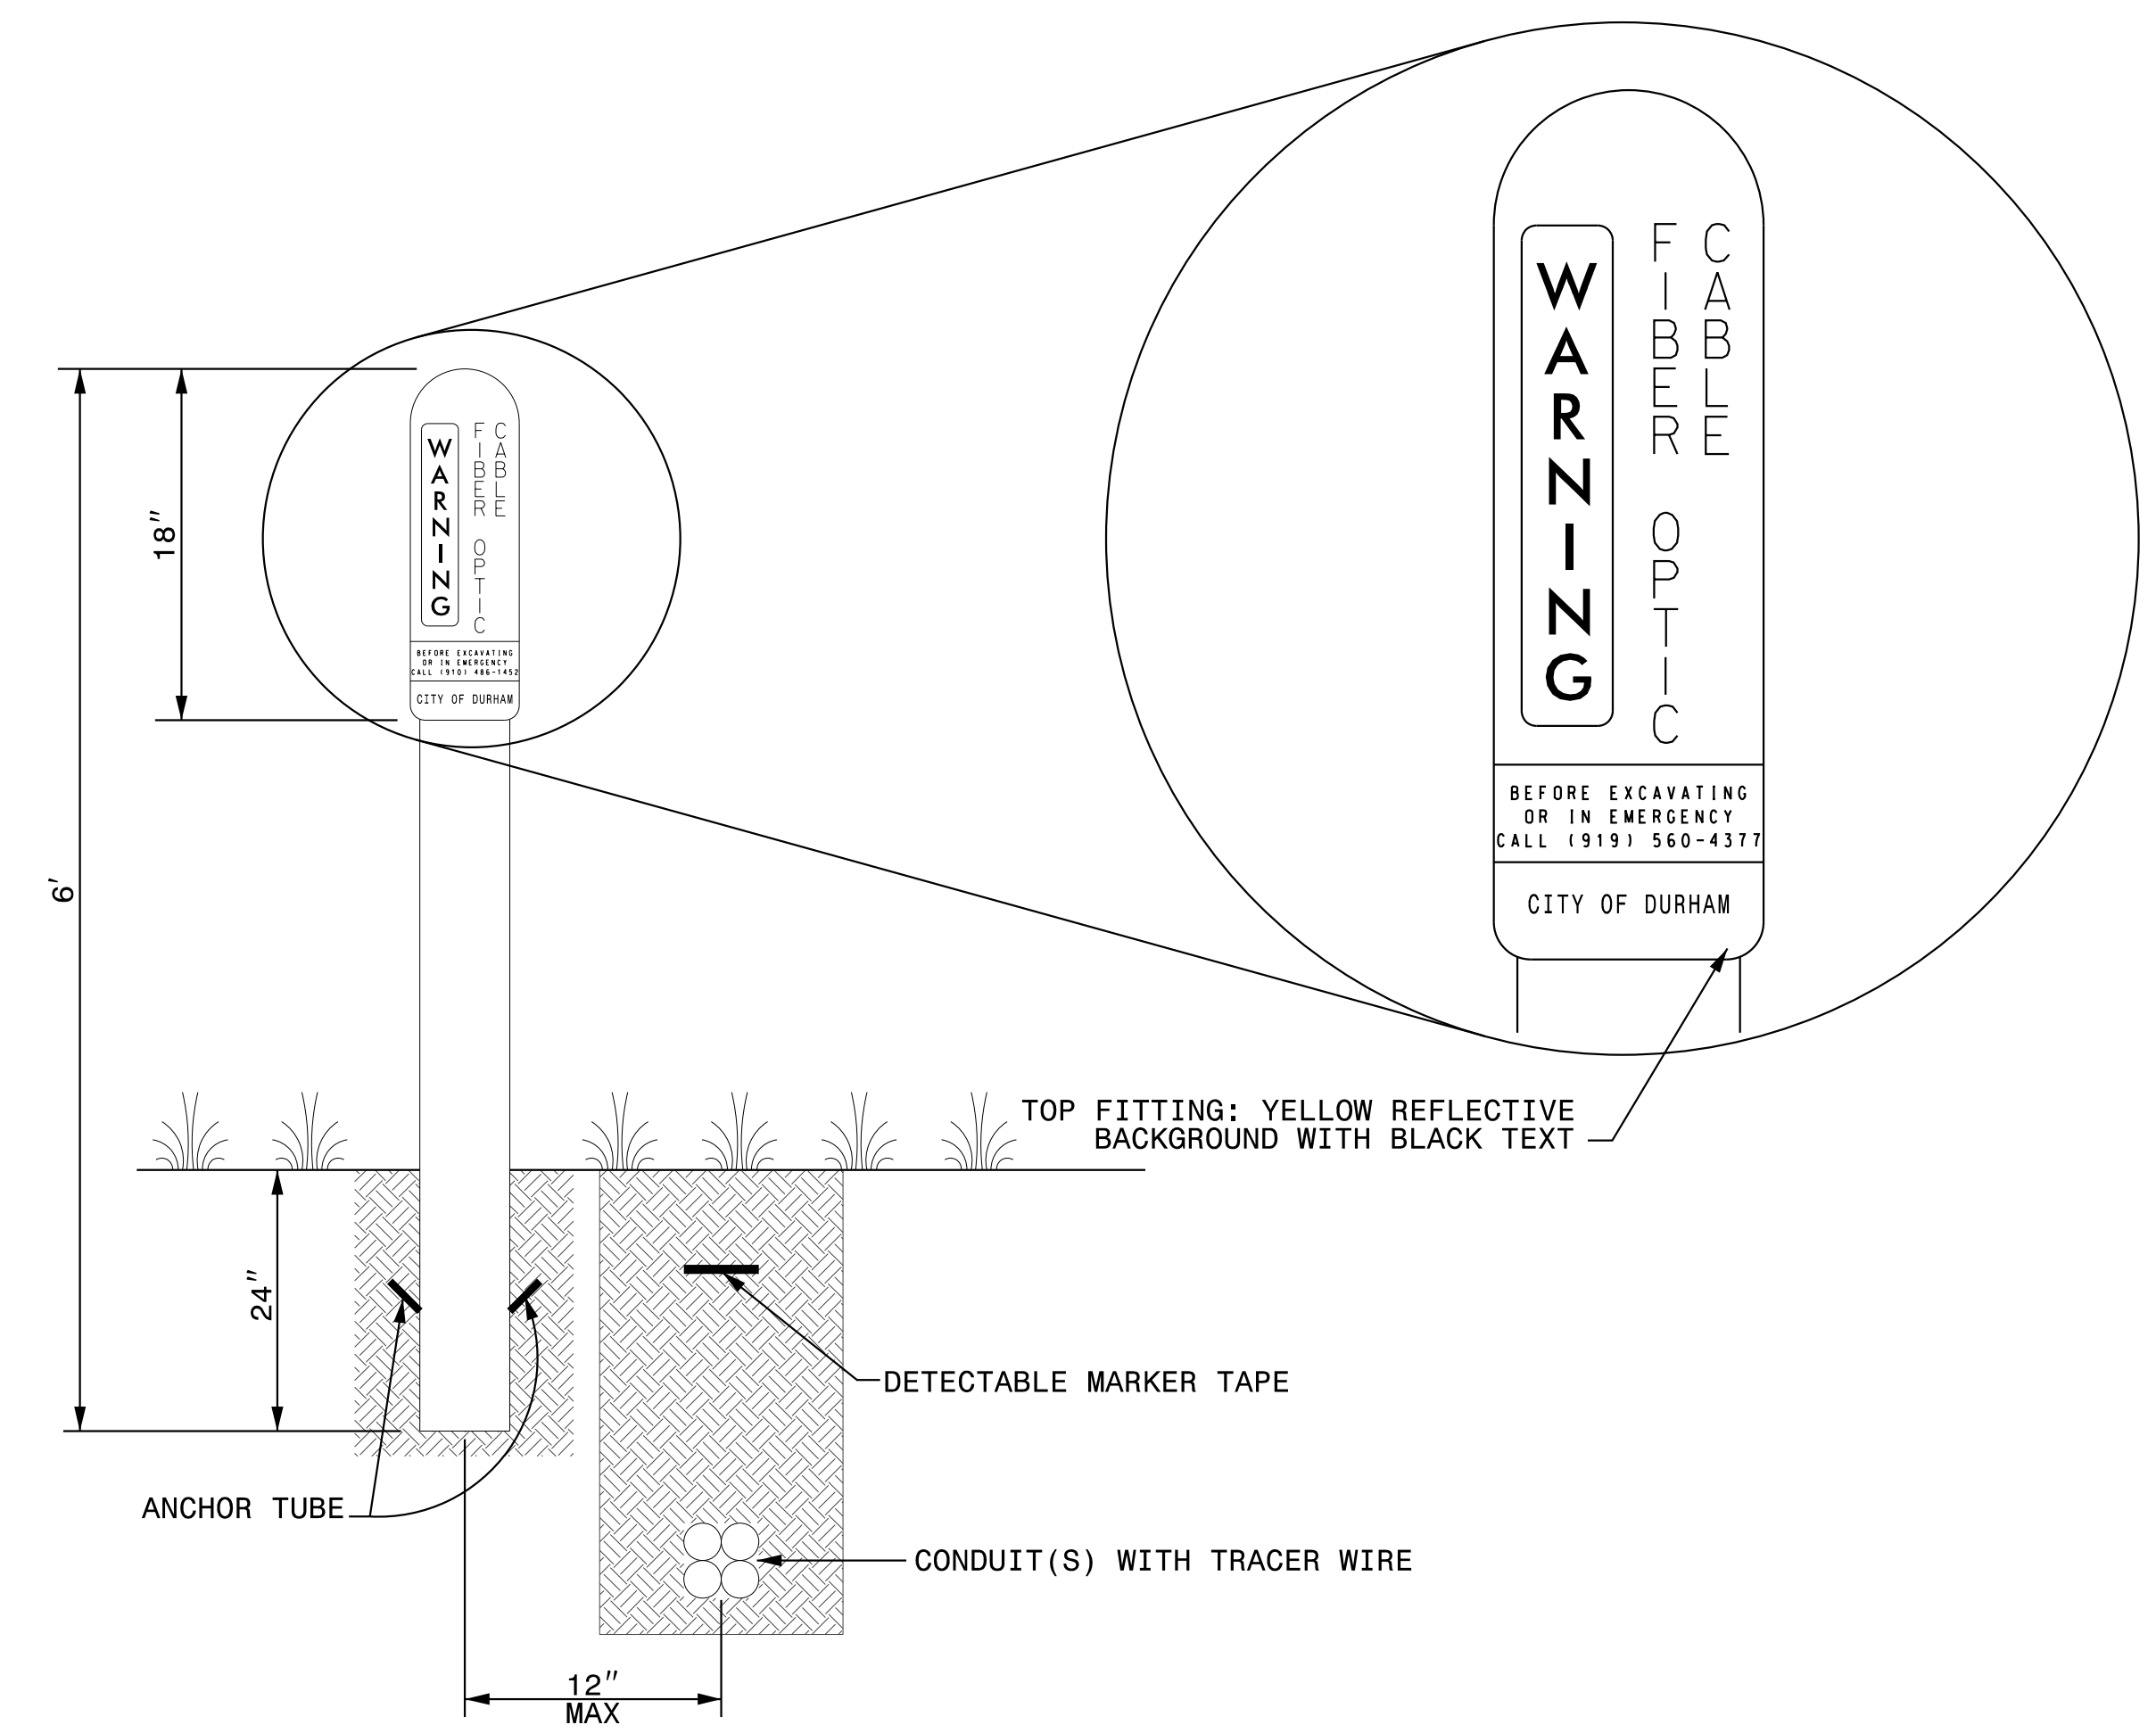 WARNING
FIBER OPTIC
CABLE
BEFORE EXCAVATING
OR IN EMERGENCY
CALL (919) 560-4377
CITY OF DURHAM
18"
WARNING
FIBER OPTIC
CABLE
BEFORE EXCAVATING
OR IN EMERGENCY
CALL (910) 486-1452
CITY OF DURHAM
6'
TOP FITTING: YELLOW REFLECTIVE
BACKGROUND WITH BLACK TEXT
24"
DETECTABLE MARKER TAPE
ANCHOR TUBE
CONDUIT(S) WITH TRACER WIRE
12"
MAX